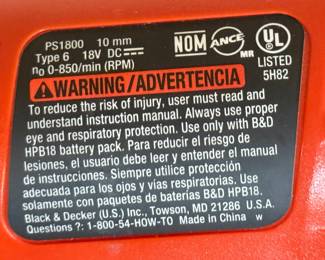 PS1800 10 mm
Type 6 18V DC⎓
n₀ 0-850/min (RPM)
NOM ANCE MR
UL
LISTED
5H82
WARNING/ADVERTENCIA
To reduce the risk of injury, user must read and
understand instruction manual. Always use proper
eye and respiratory protection. Use only with B&D
HPB18 battery pack. Para reducir el riesgo de
lesiones, el usuario debe leer y entender el manual
de instrucciones. Siempre utilice protección
adecuada para los ojos y vías respiratorias. Use
solamente con paquetes de baterías B&D HPB18.
Black & Decker (U.S.) Inc., Towson, MD 21286 U.S.A.
Questions ?: 1-800-54-HOW-TO Made in China w